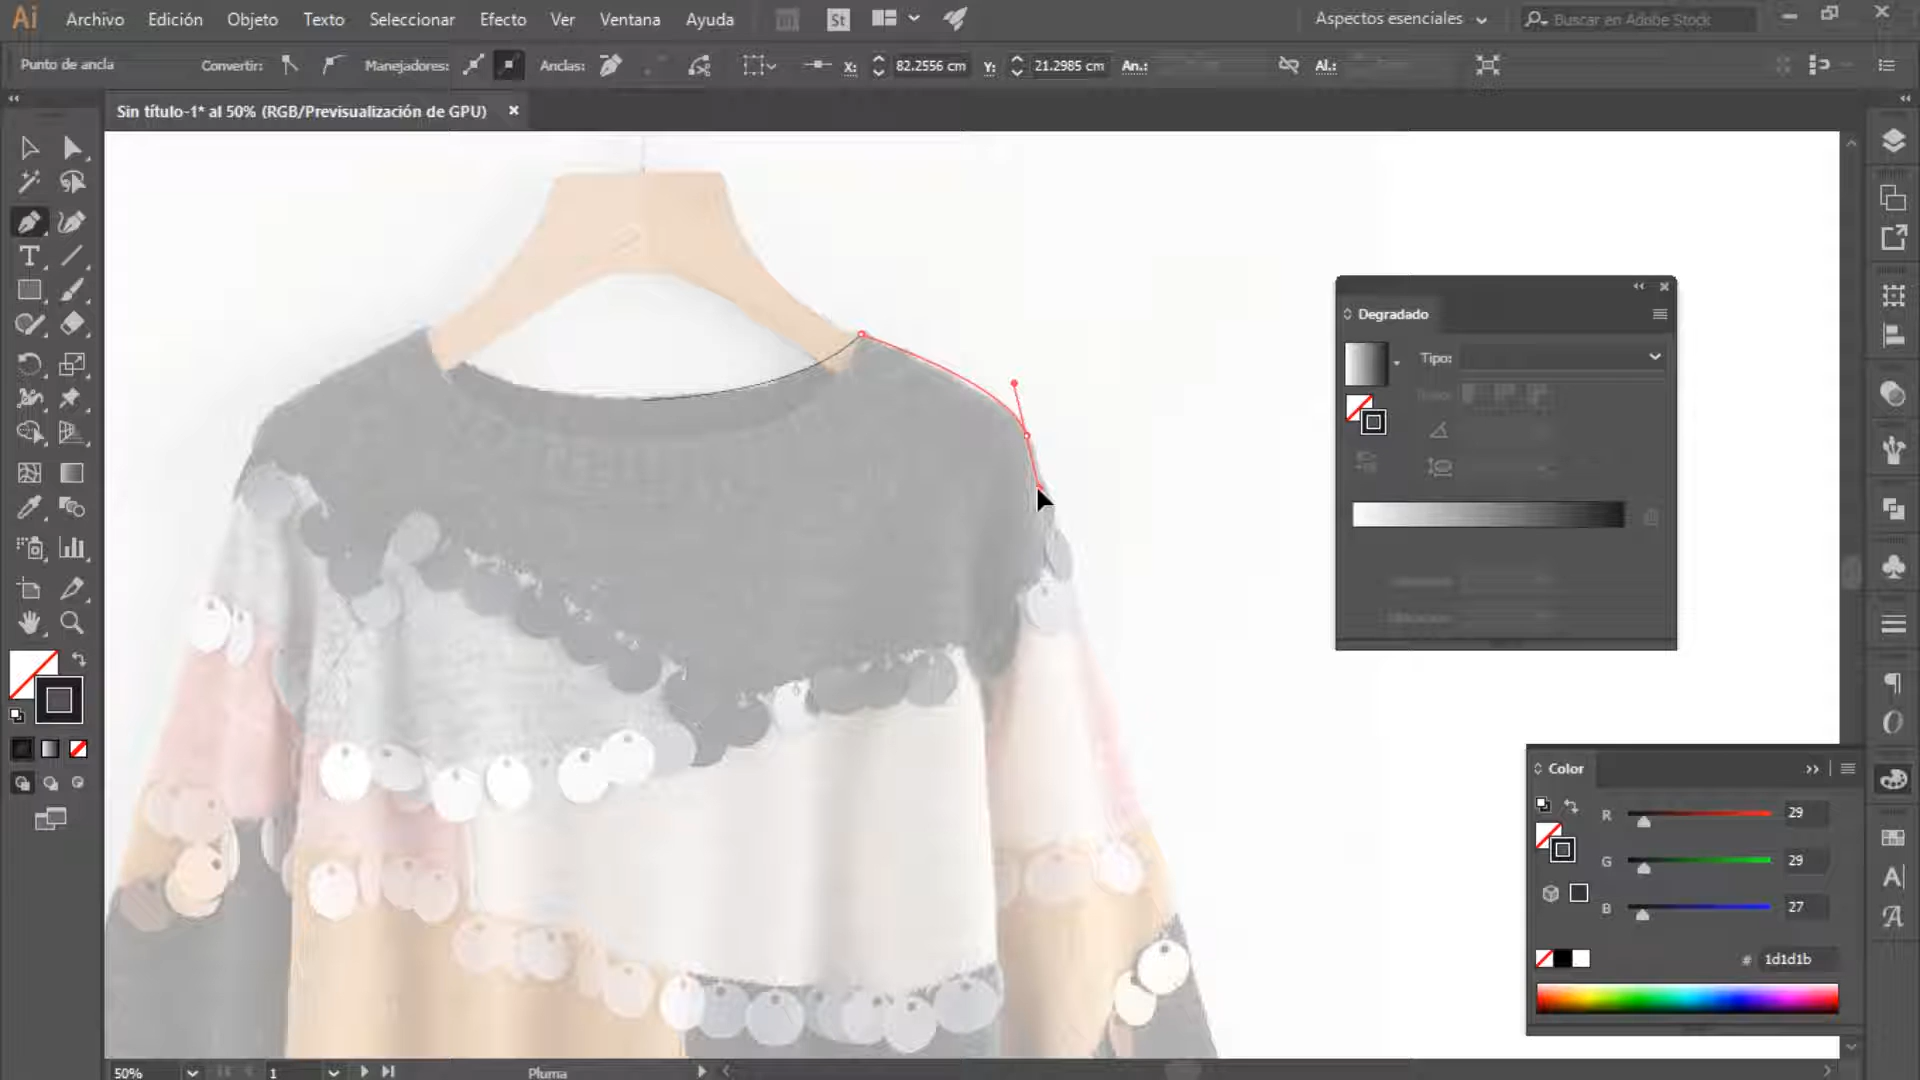 Ai Archivo Edición Objeto Texto Seleccionar Efecto Ver Ventana Ayuda St Aspectos esenciales Buscar en Adobe Stock
Punto de ancla Convertir: Manejadores: Anclas: X: 82.2556 cm Y: 21.2985 cm An.: Al.:
Sin título-1* al 50% (RGB/Previsualización de GPU)
Degradado
Tipo:
Color
R 29
G 29
B 27
# 1d1d1b
50% 1 Pluma